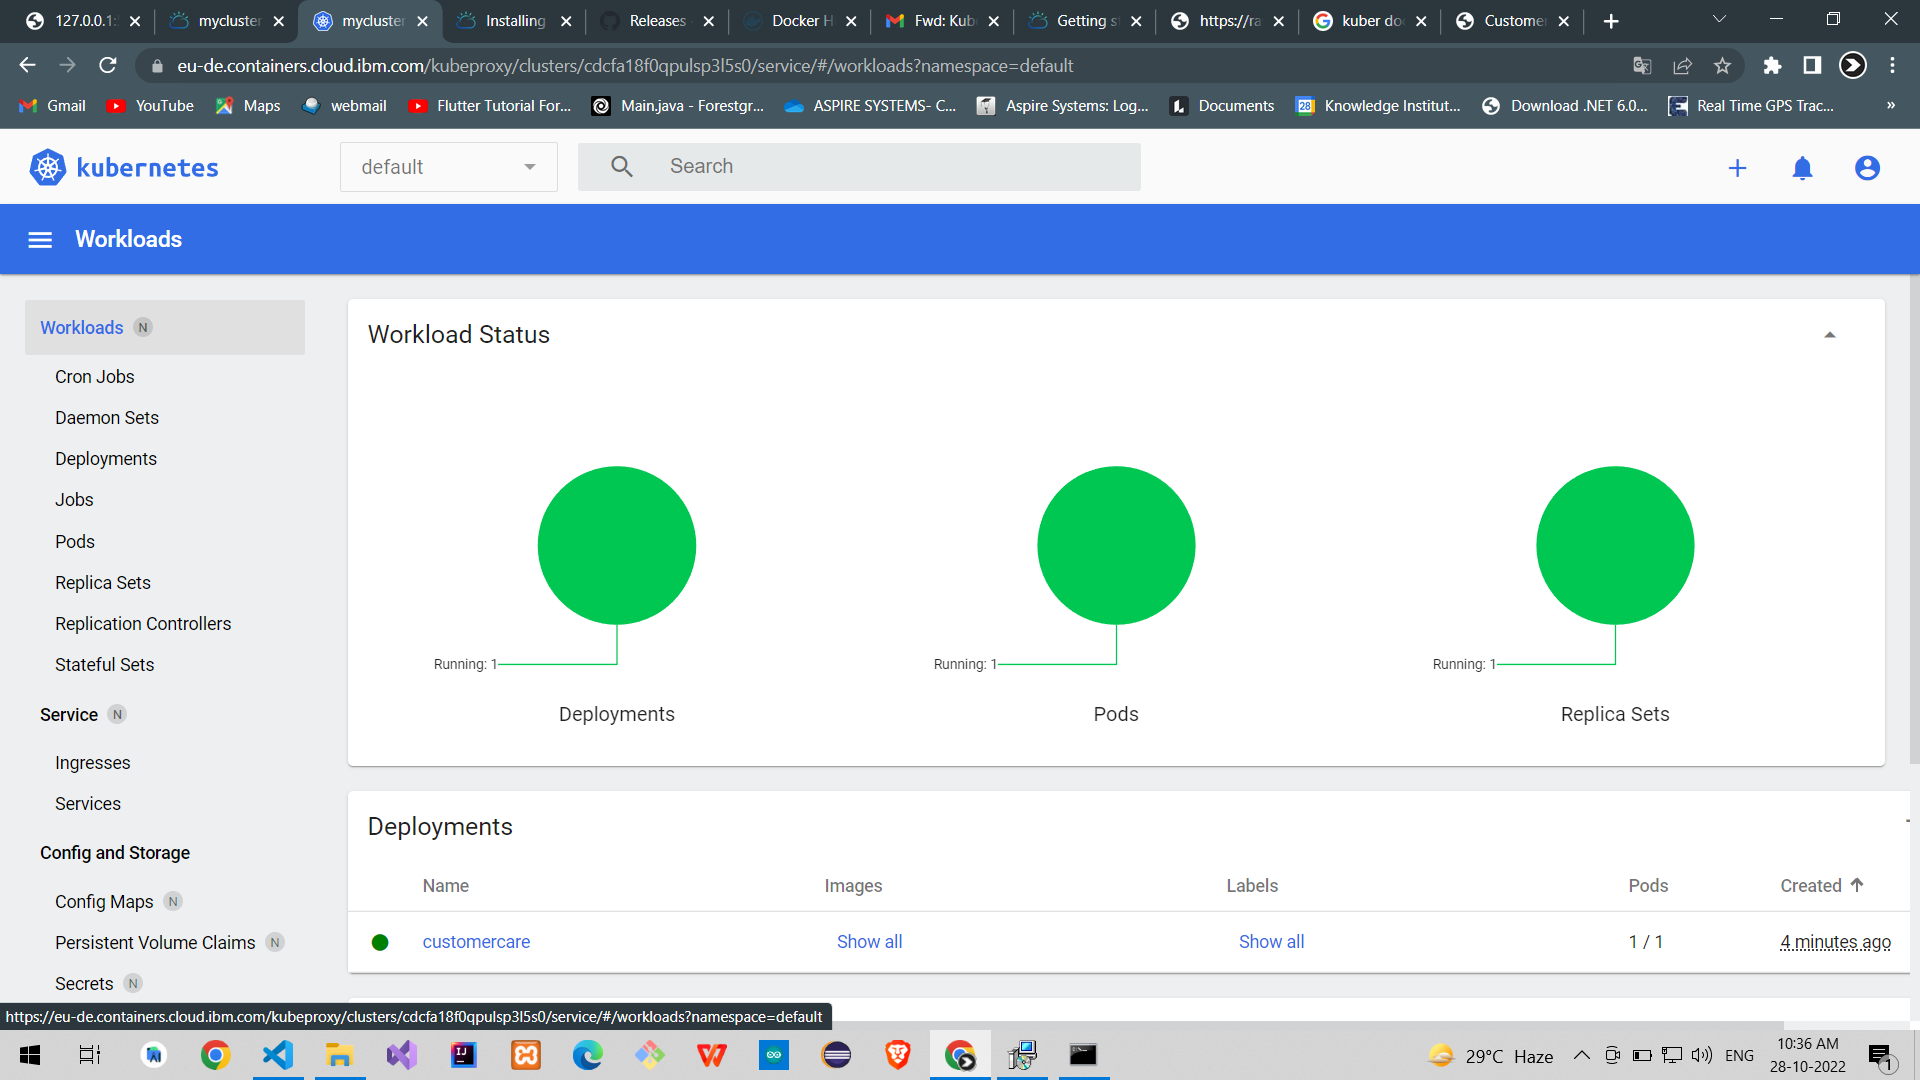 127.0.0.1:
mycluster
mycluster
Installing
Releases
Docker H
Fwd: Kub
Getting s
https://ra
kuber do
Custome
eu-de.containers.cloud.ibm.com/kubeproxy/clusters/cdcfa18f0qpulsp3l5s0/service/#/workloads?namespace=default
Gmail
YouTube
Maps
webmail
Flutter Tutorial For...
Main.java - Forestgr...
ASPIRE SYSTEMS- C...
Aspire Systems: Log...
Documents
28
Knowledge Institut...
Download .NET 6.0...
Real Time GPS Trac...
»
kubernetes
default
Search
Workloads
Workloads N
Cron Jobs
Daemon Sets
Deployments
Jobs
Pods
Replica Sets
Replication Controllers
Stateful Sets
Service N
Ingresses
Services
Config and Storage
Config Maps N
Persistent Volume Claims N
Secrets N
Workload Status
Running: 1
Running: 1
Running: 1
Deployments
Pods
Replica Sets
Deployments
Name
Images
Labels
Pods
Created
customercare
Show all
Show all
1 / 1
4 minutes ago
https://eu-de.containers.cloud.ibm.com/kubeproxy/clusters/cdcfa18f0qpulsp3l5s0/service/#/workloads?namespace=default
29°C Haze
ENG
10:36 AM
28-10-2022
1